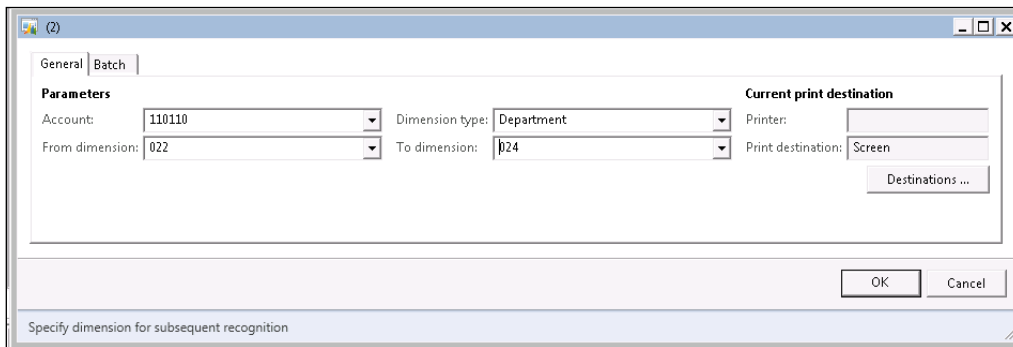 (2)
General Batch
Parameters Current print destination
Account: 110110 Dimension type: Department Printer:
From dimension: 022 To dimension: 024 Print destination: Screen
Destinations ...
OK Cancel
Specify dimension for subsequent recognition